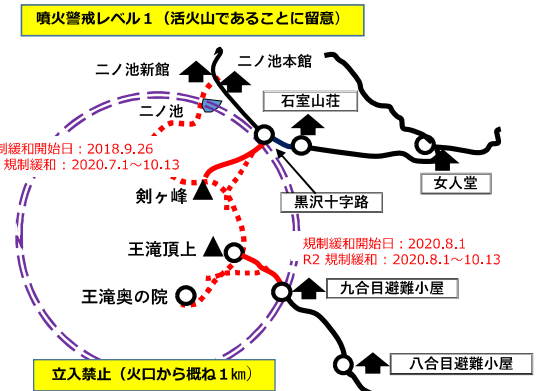 噴火警戒レベル１（活火山であることに留意）
二ノ池新館
二ノ池本館
石室山荘
二ノ池
制緩和開始日：2018.9.26
規制緩和：2020.7.1～10.13
女人堂
剣ヶ峰
黒沢十字路
王滝頂上
規制緩和開始日：2020.8.1
R2 規制緩和：2020.8.1～10.13
王滝奥の院
九合目避難小屋
八合目避難小屋
立入禁止（火口から概ね１㎞）